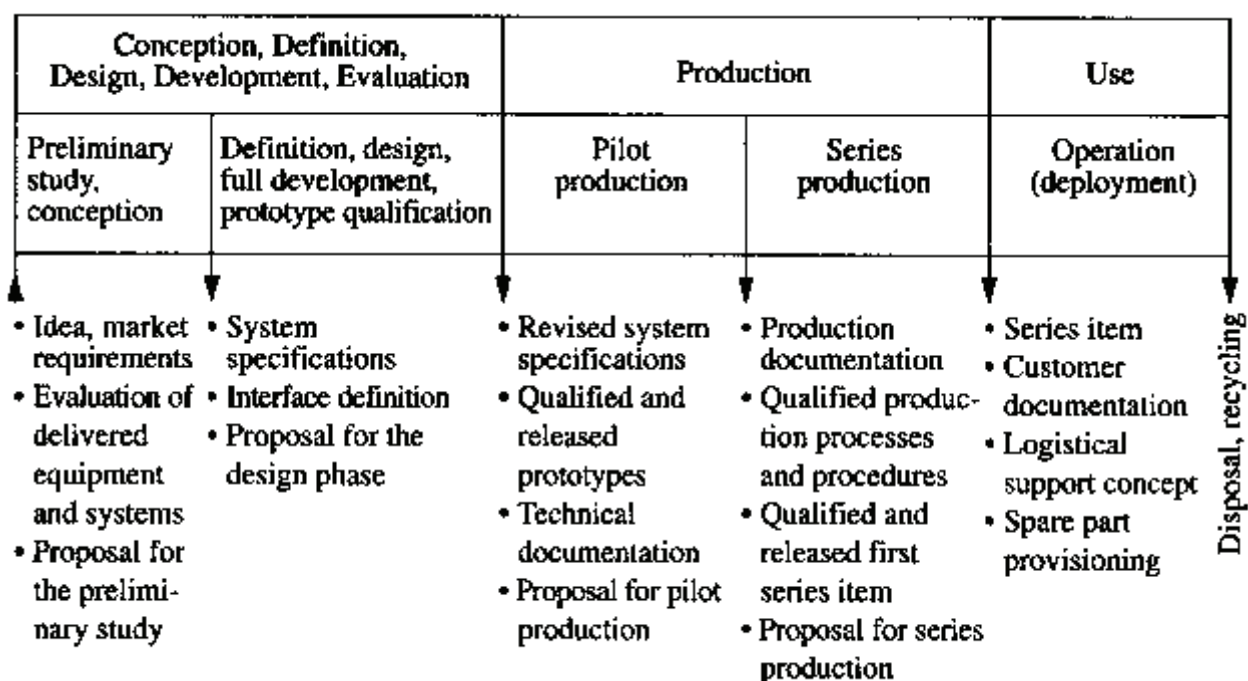 Conception, Definition,
Design, Development, Evaluation
Production
Use
Preliminary
study,
conception
Definition, design,
full development,
prototype qualification
Pilot
production
Series
production
Operation
(deployment)
• Idea, market
requirements
• Evaluation of
delivered
equipment
and systems
• Proposal for
the prelimi-
nary study
• System
specifications
• Interface definition
• Proposal for the
design phase
• Revised system
specifications
• Qualified and
released
prototypes
• Technical
documentation
• Proposal for pilot
production
• Production
documentation
• Qualified produc-
tion processes
and procedures
• Qualified and
released first
series item
• Proposal for series
production
• Series item
• Customer
documentation
• Logistical
support concept
• Spare part
provisioning
Disposal, recycling